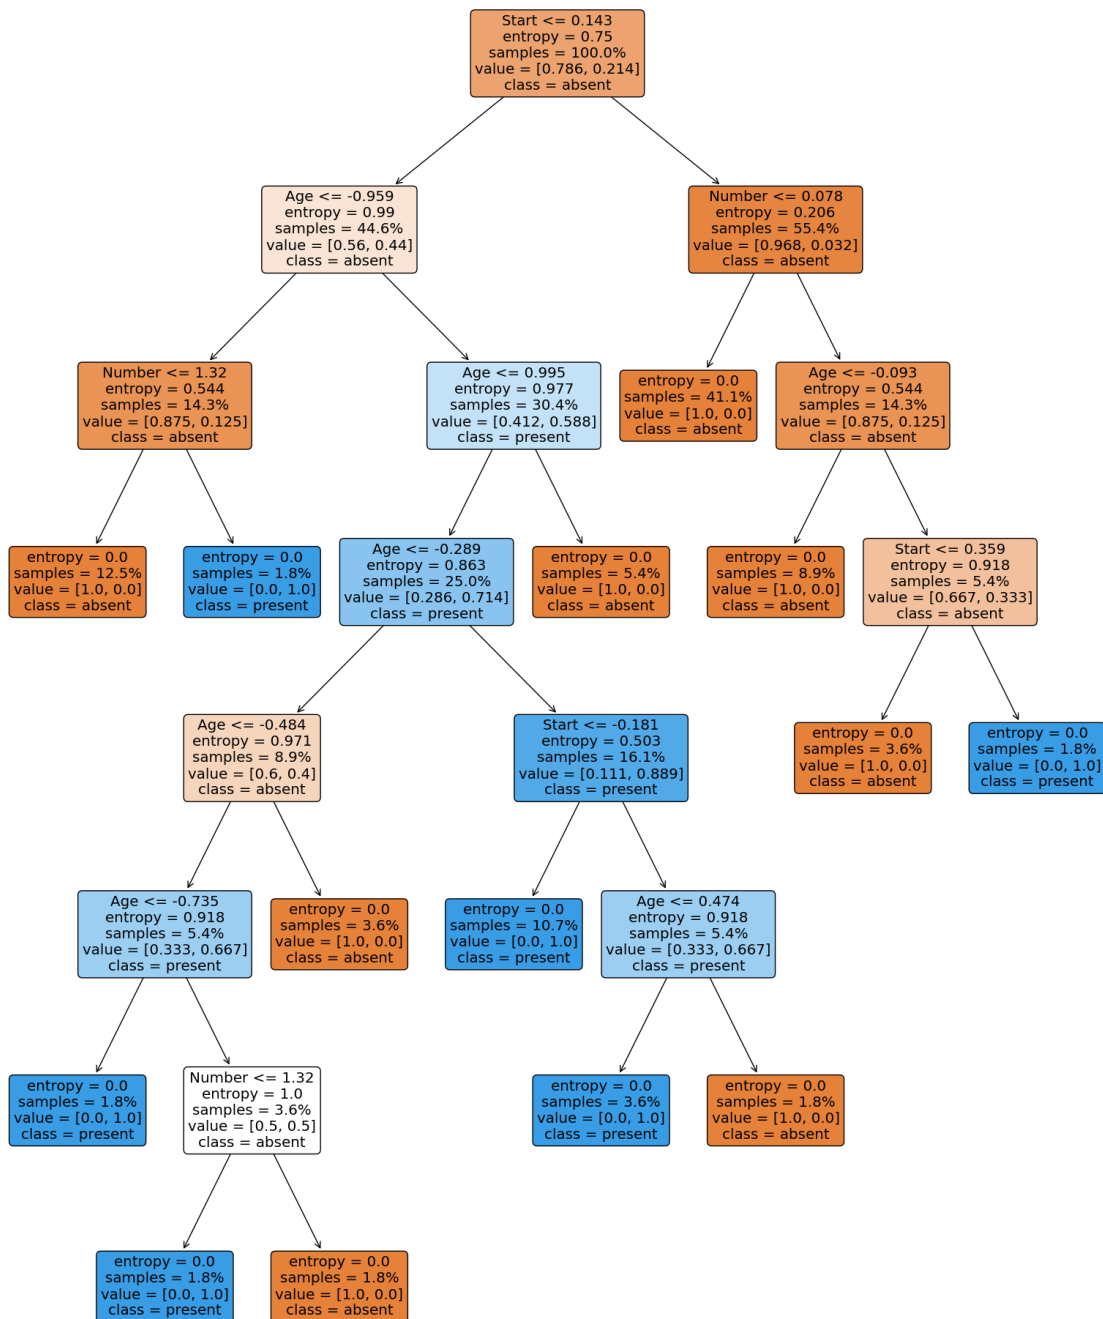 Start <= 0.143
entropy = 0.75
samples = 100.0%
value = [0.786, 0.214]
class = absent
Age <= -0.959
entropy = 0.99
samples = 44.6%
value = [0.56, 0.44]
class = absent
Number <= 0.078
entropy = 0.206
samples = 55.4%
value = [0.968, 0.032]
class = absent
Number <= 1.32
entropy = 0.544
samples = 14.3%
value = [0.875, 0.125]
class = absent
Age <= 0.995
entropy = 0.977
samples = 30.4%
value = [0.412, 0.588]
class = present
entropy = 0.0
samples = 41.1%
value = [1.0, 0.0]
class = absent
Age <= -0.093
entropy = 0.544
samples = 14.3%
value = [0.875, 0.125]
class = absent
entropy = 0.0
samples = 12.5%
value = [1.0, 0.0]
class = absent
entropy = 0.0
samples = 1.8%
value = [0.0, 1.0]
class = present
Age <= -0.289
entropy = 0.863
samples = 25.0%
value = [0.286, 0.714]
class = present
entropy = 0.0
samples = 5.4%
value = [1.0, 0.0]
class = absent
entropy = 0.0
samples = 8.9%
value = [1.0, 0.0]
class = absent
Start <= 0.359
entropy = 0.918
samples = 5.4%
value = [0.667, 0.333]
class = absent
Age <= -0.484
entropy = 0.971
samples = 8.9%
value = [0.6, 0.4]
class = absent
Start <= -0.181
entropy = 0.503
samples = 16.1%
value = [0.111, 0.889]
class = present
entropy = 0.0
samples = 3.6%
value = [1.0, 0.0]
class = absent
entropy = 0.0
samples = 1.8%
value = [0.0, 1.0]
class = present
Age <= -0.735
entropy = 0.918
samples = 5.4%
value = [0.333, 0.667]
class = present
entropy = 0.0
samples = 3.6%
value = [1.0, 0.0]
class = absent
entropy = 0.0
samples = 10.7%
value = [0.0, 1.0]
class = present
Age <= 0.474
entropy = 0.918
samples = 5.4%
value = [0.333, 0.667]
class = present
entropy = 0.0
samples = 1.8%
value = [0.0, 1.0]
class = present
Number <= 1.32
entropy = 1.0
samples = 3.6%
value = [0.5, 0.5]
class = absent
entropy = 0.0
samples = 3.6%
value = [0.0, 1.0]
class = present
entropy = 0.0
samples = 1.8%
value = [1.0, 0.0]
class = absent
entropy = 0.0
samples = 1.8%
value = [0.0, 1.0]
class = present
entropy = 0.0
samples = 1.8%
value = [1.0, 0.0]
class = absent